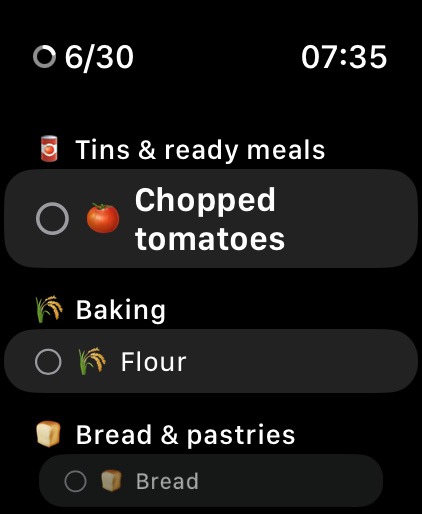 6/30 07:35
Tins & ready meals
Chopped
tomatoes
Baking
Flour
Bread & pastries
Bread